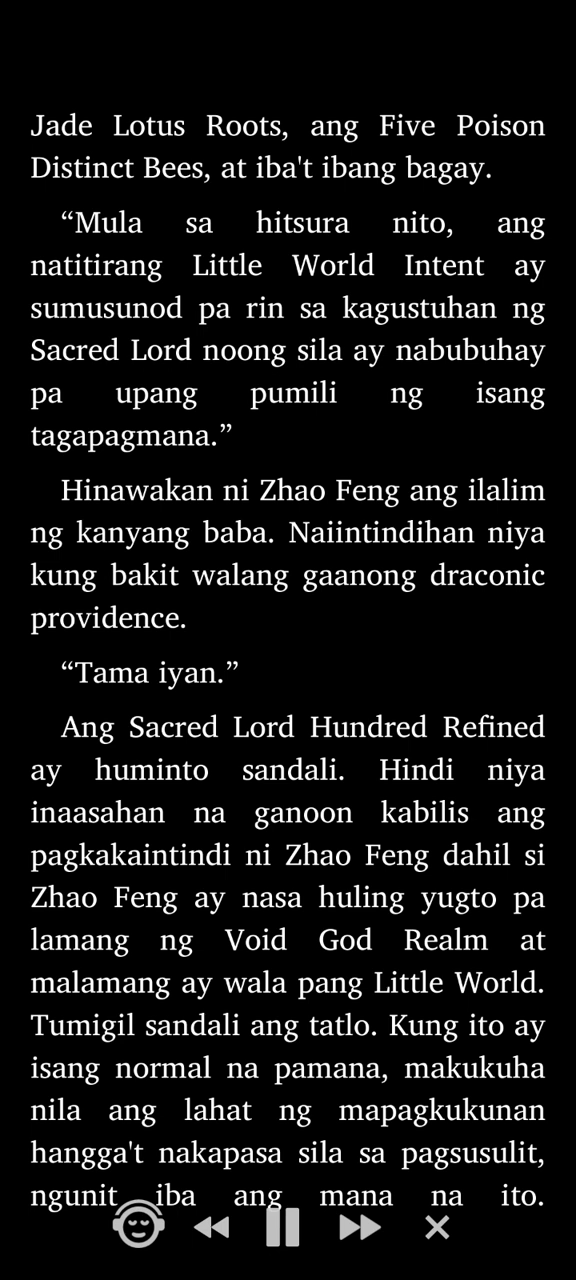 Jade Lotus Roots, ang Five Poison
Distinct Bees, at iba't ibang bagay.
“Mula sa hitsura nito, ang
natitirang Little World Intent ay
sumusunod pa rin sa kagustuhan ng
Sacred Lord noong sila ay nabubuhay
pa upang pumili ng isang
tagapagmana.”
Hinawakan ni Zhao Feng ang ilalim
ng kanyang baba. Naiintindihan niya
kung bakit walang gaanong draconic
providence.
“Tama iyan.”
Ang Sacred Lord Hundred Refined
ay huminto sandali. Hindi niya
inaasahan na ganoon kabilis ang
pagkakaintindi ni Zhao Feng dahil si
Zhao Feng ay nasa huling yugto pa
lamang ng Void God Realm at
malamang ay wala pang Little World.
Tumigil sandali ang tatlo. Kung ito ay
isang normal na pamana, makukuha
nila ang lahat ng mapagkukunan
hangga't nakapasa sila sa pagsusulit,
ngunit iba ang mana na ito.